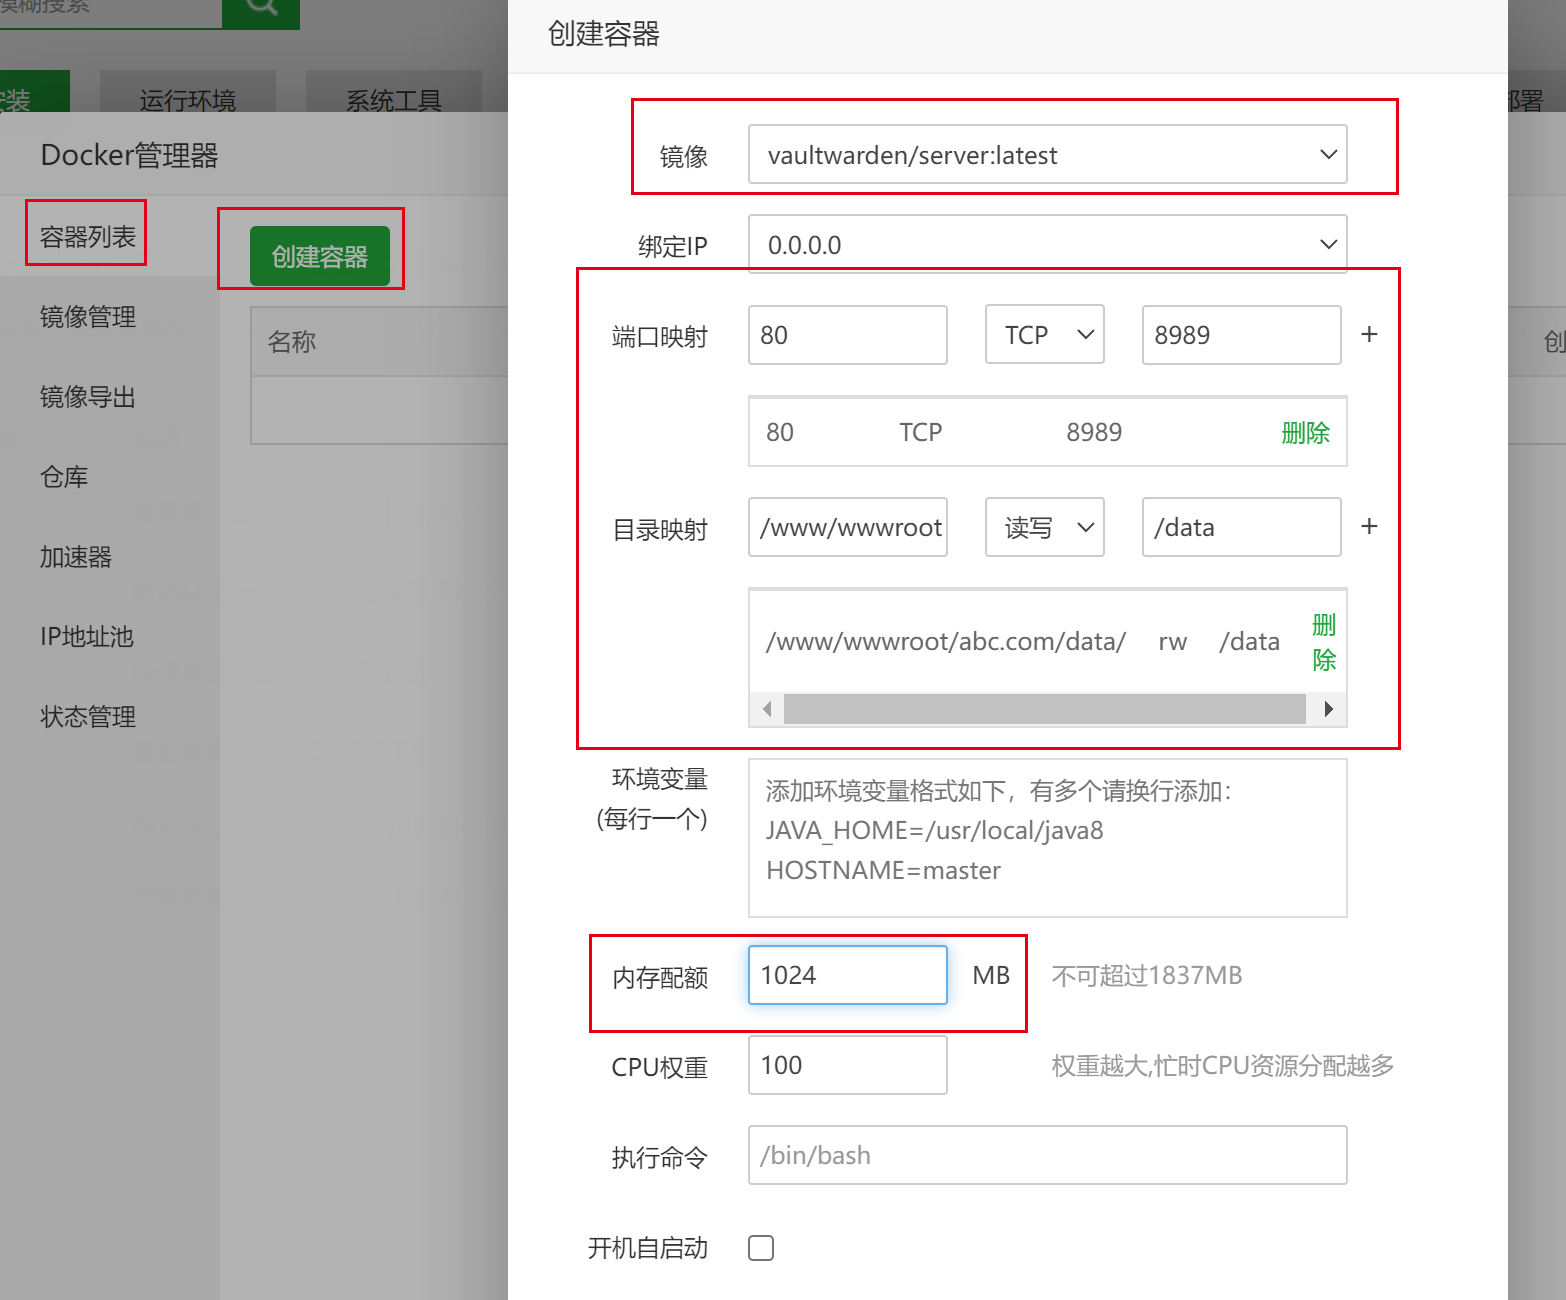 模糊搜索
安装
运行环境
系统工具
部署
Docker管理器
容器列表
镜像管理
镜像导出
仓库
加速器
IP地址池
状态管理
创建容器
名称
创
创建容器
镜像
vaultwarden/server:latest
绑定IP
0.0.0.0
端口映射
80
TCP
8989
+
80 TCP 8989 删除
目录映射
/www/wwwroot
读写
/data
+
/www/wwwroot/abc.com/data/ rw /data 删除
环境变量
(每行一个)
添加环境变量格式如下，有多个请换行添加：
JAVA_HOME=/usr/local/java8
HOSTNAME=master
内存配额
1024
MB
不可超过1837MB
CPU权重
100
权重越大,忙时CPU资源分配越多
执行命令
/bin/bash
开机自启动